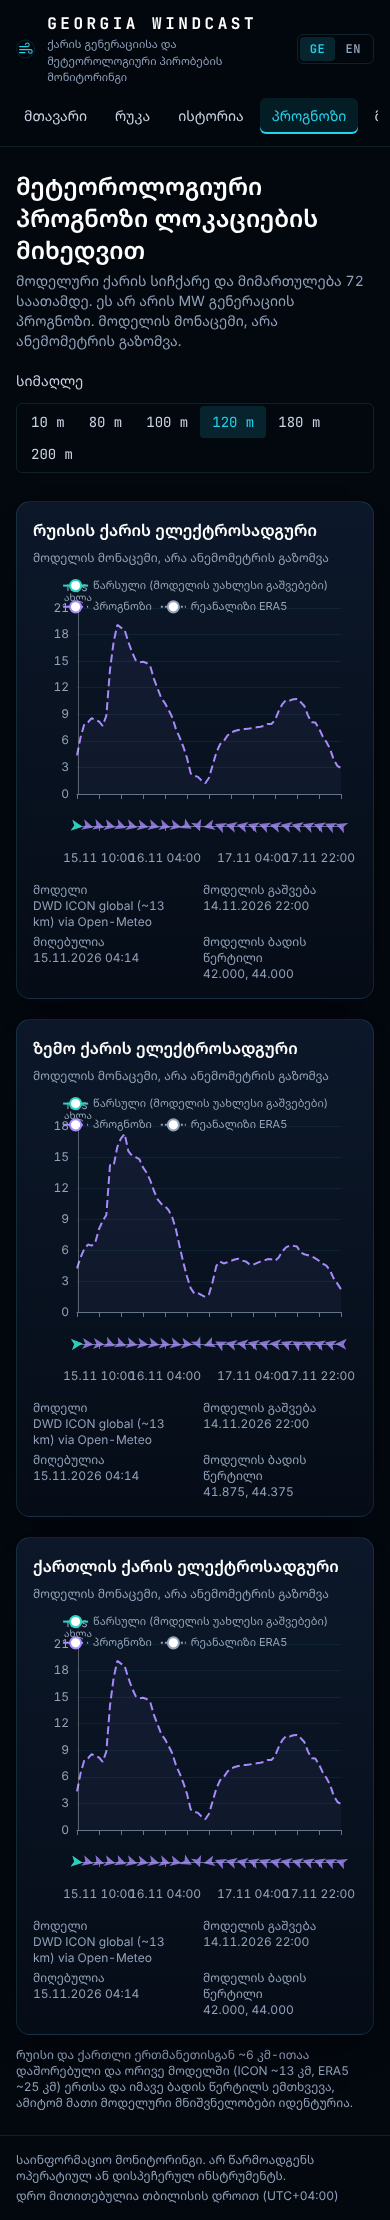 GEORGIA WINDCAST
ქარის გენერაციისა და
მეტეოროლოგიური პირობების
მონიტორინგი
GE EN
მთავარი რუკა ისტორია პროგნოზი
მეტეოროლოგიური
პროგნოზი ლოკაციების
მიხედვით
მოდელური ქარის სიჩქარე და მიმართულება 72
საათამდე. ეს არ არის MW გენერაციის
პროგნოზი. მოდელის მონაცემი, არა
ანემომეტრის გაზომვა.
სიმაღლე
10 m 80 m 100 m 120 m 180 m
200 m
რუისის ქარის ელექტროსადგური
მოდელის მონაცემი, არა ანემომეტრის გაზომვა
წარსული (მოდელის უახლესი გაშვებები)
ახლა
პროგნოზი რეანალიზი ERA5
21
18
15
12
9
6
3
0
15.11 10:00 16.11 04:00 17.11 04:00 17.11 22:00
მოდელი
DWD ICON global (~13
km) via Open-Meteo
მოდელის გაშვება
14.11.2026 22:00
მიღებულია
15.11.2026 04:14
მოდელის ბადის
წერტილი
42.000, 44.000
ზემო ქარის ელექტროსადგური
მოდელის მონაცემი, არა ანემომეტრის გაზომვა
წარსული (მოდელის უახლესი გაშვებები)
ახლა
პროგნოზი რეანალიზი ERA5
18
15
12
9
6
3
0
15.11 10:00 16.11 04:00 17.11 04:00 17.11 22:00
მოდელი
DWD ICON global (~13
km) via Open-Meteo
მოდელის გაშვება
14.11.2026 22:00
მიღებულია
15.11.2026 04:14
მოდელის ბადის
წერტილი
41.875, 44.375
ქართლის ქარის ელექტროსადგური
მოდელის მონაცემი, არა ანემომეტრის გაზომვა
წარსული (მოდელის უახლესი გაშვებები)
ახლა
პროგნოზი რეანალიზი ERA5
21
18
15
12
9
6
3
0
15.11 10:00 16.11 04:00 17.11 04:00 17.11 22:00
მოდელი
DWD ICON global (~13
km) via Open-Meteo
მოდელის გაშვება
14.11.2026 22:00
მიღებულია
15.11.2026 04:14
მოდელის ბადის
წერტილი
42.000, 44.000
რუისი და ქართლი ერთმანეთისგან ~6 კმ-ითაა
დაშორებული და ორივე მოდელში (ICON ~13 კმ, ERA5
~25 კმ) ერთსა და იმავე ბადის წერტილს ემთხვევა,
ამიტომ მათი მოდელური მნიშვნელობები იდენტურია.
საინფორმაციო მონიტორინგი. არ წარმოადგენს
ოპერატიულ ან დისპეჩერულ ინსტრუმენტს.
დრო მითითებულია თბილისის დროით (UTC+04:00)